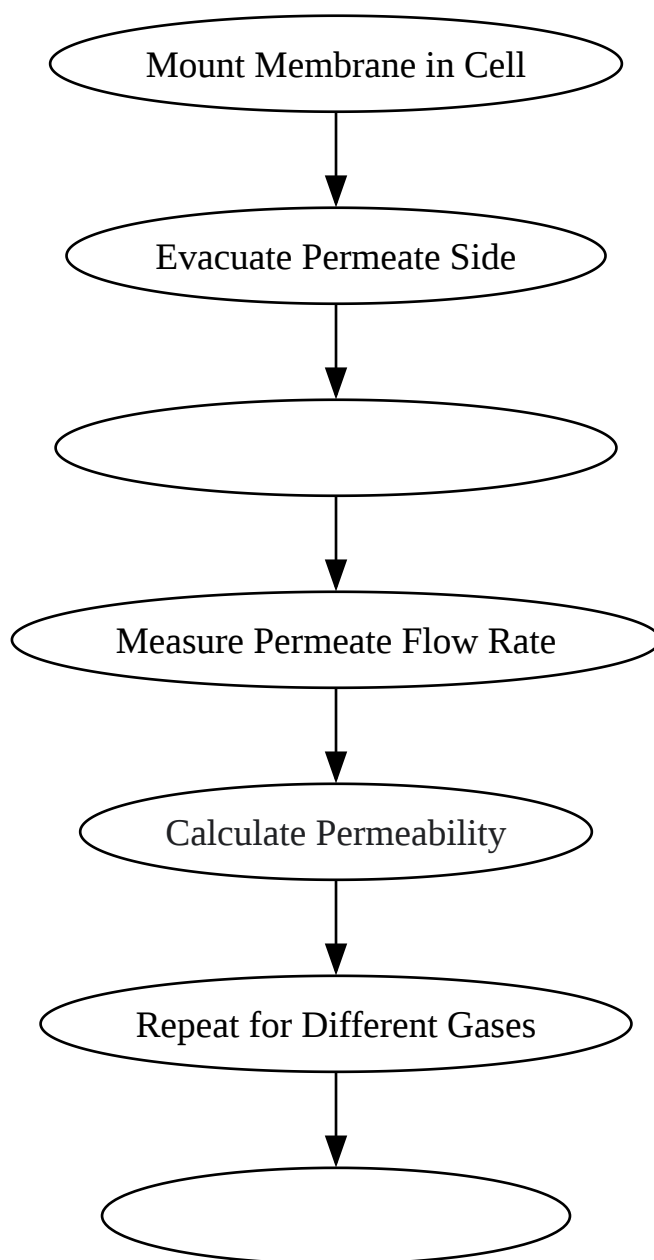 Mount Membrane in Cell
Evacuate Permeate Side
Measure Permeate Flow Rate
Calculate Permeability
Repeat for Different Gases